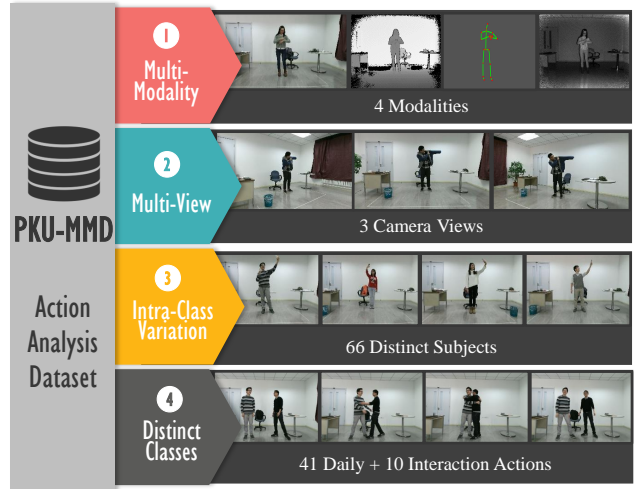 PKU-MMD
Action
Analysis
Dataset
1
Multi-
Modality
4 Modalities
2
Multi-View
3 Camera Views
3
Intra-Class
Variation
66 Distinct Subjects
4
Distinct
Classes
41 Daily + 10 Interaction Actions